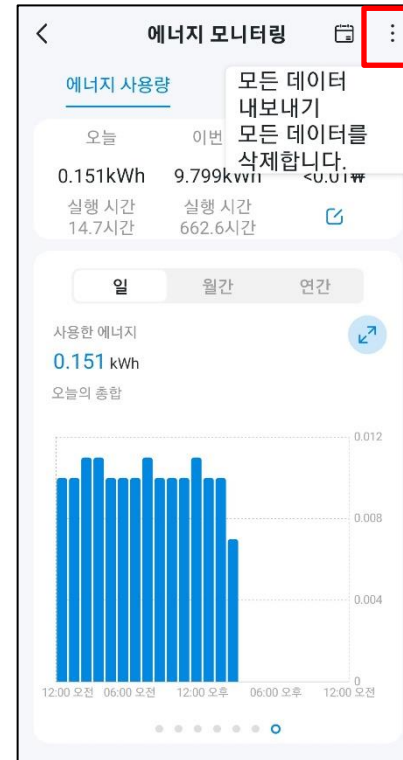 에너지 모니터링
에너지 사용량
모든 데이터
내보내기
모든 데이터를
삭제합니다.
오늘
이번
0.151kWh
9.799kWh
<0.01₩
실행 시간
14.7시간
실행 시간
662.6시간
일
월간
연간
사용한 에너지
0.151 kWh
오늘의 총합
0.012
0.008
0.004
0
12:00 오전
06:00 오전
12:00 오후
06:00 오후
12:00 오전